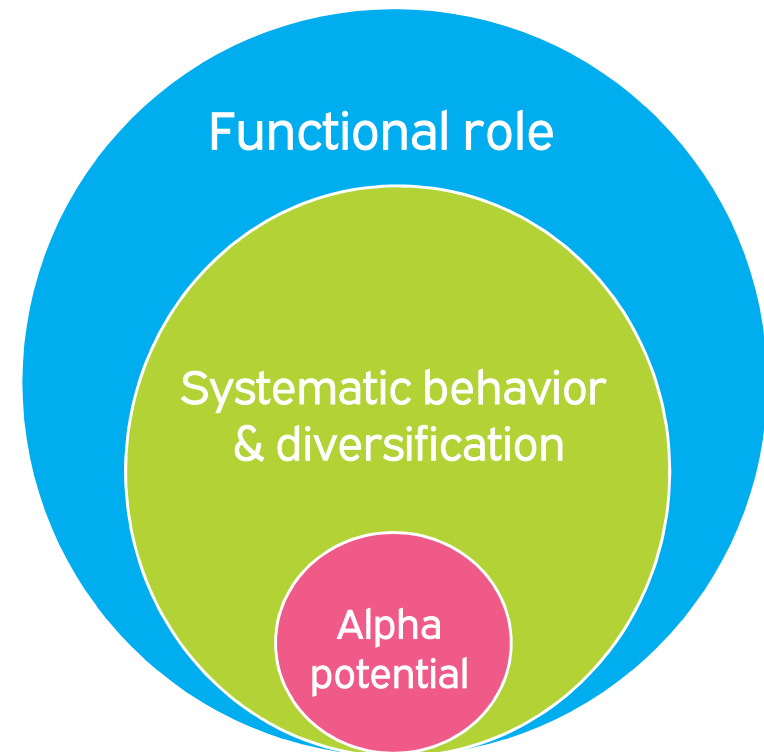 Functional role
Systematic behavior
& diversification
Alpha
potential